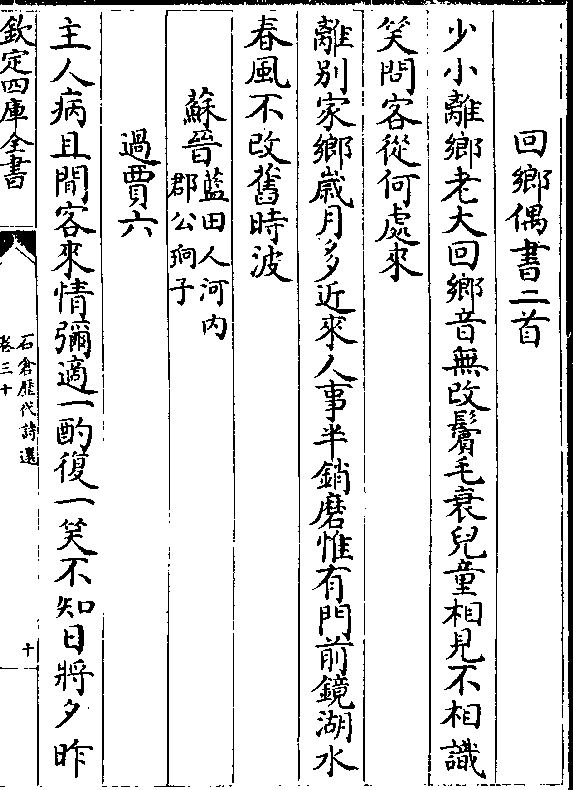 回鄉偶書二首
少小離鄉老大回鄉音無改鬢毛衰兒童相見不相識
笑問客從何處來
離別家鄉歲月多近來人事半銷磨惟有門前鏡湖水
春風不改舊時波
蘇晉藍田人河内
郡公珦子
過賈六
主人病且閒客來情彌適一酌復一笑不知日將夕昨
欽定四庫全書
石倉歷代詩選
卷三十
十